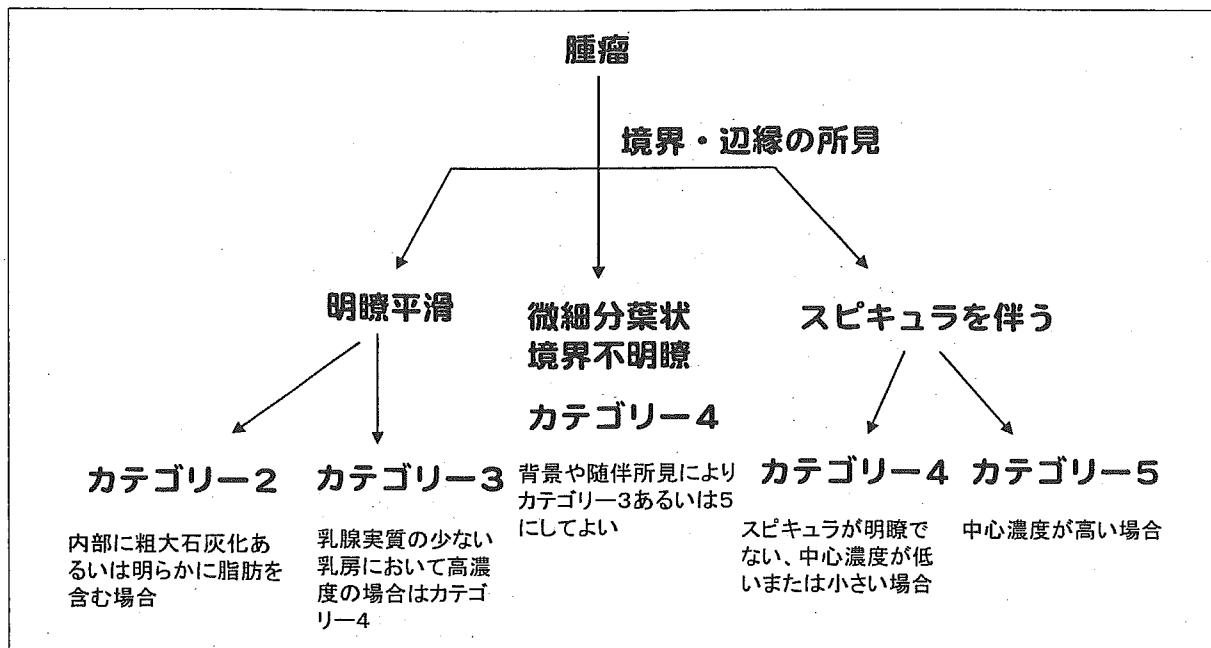 腫瘤
境界・辺縁の所見
明瞭平滑
微細分葉状
境界不明瞭
カテゴリー4
背景や随伴所見により
カテゴリー3あるいは5
にしてよい
スピキュラを伴う
カテゴリー2
内部に粗大石灰化あ
るいは明らかに脂肪を
含む場合
カテゴリー3
乳腺実質の少ない
乳房において高濃
度の場合はカテゴ
リー4
カテゴリー4
スピキュラが明瞭で
ない、中心濃度が低
いまたは小さい場合
カテゴリー5
中心濃度が高い場合